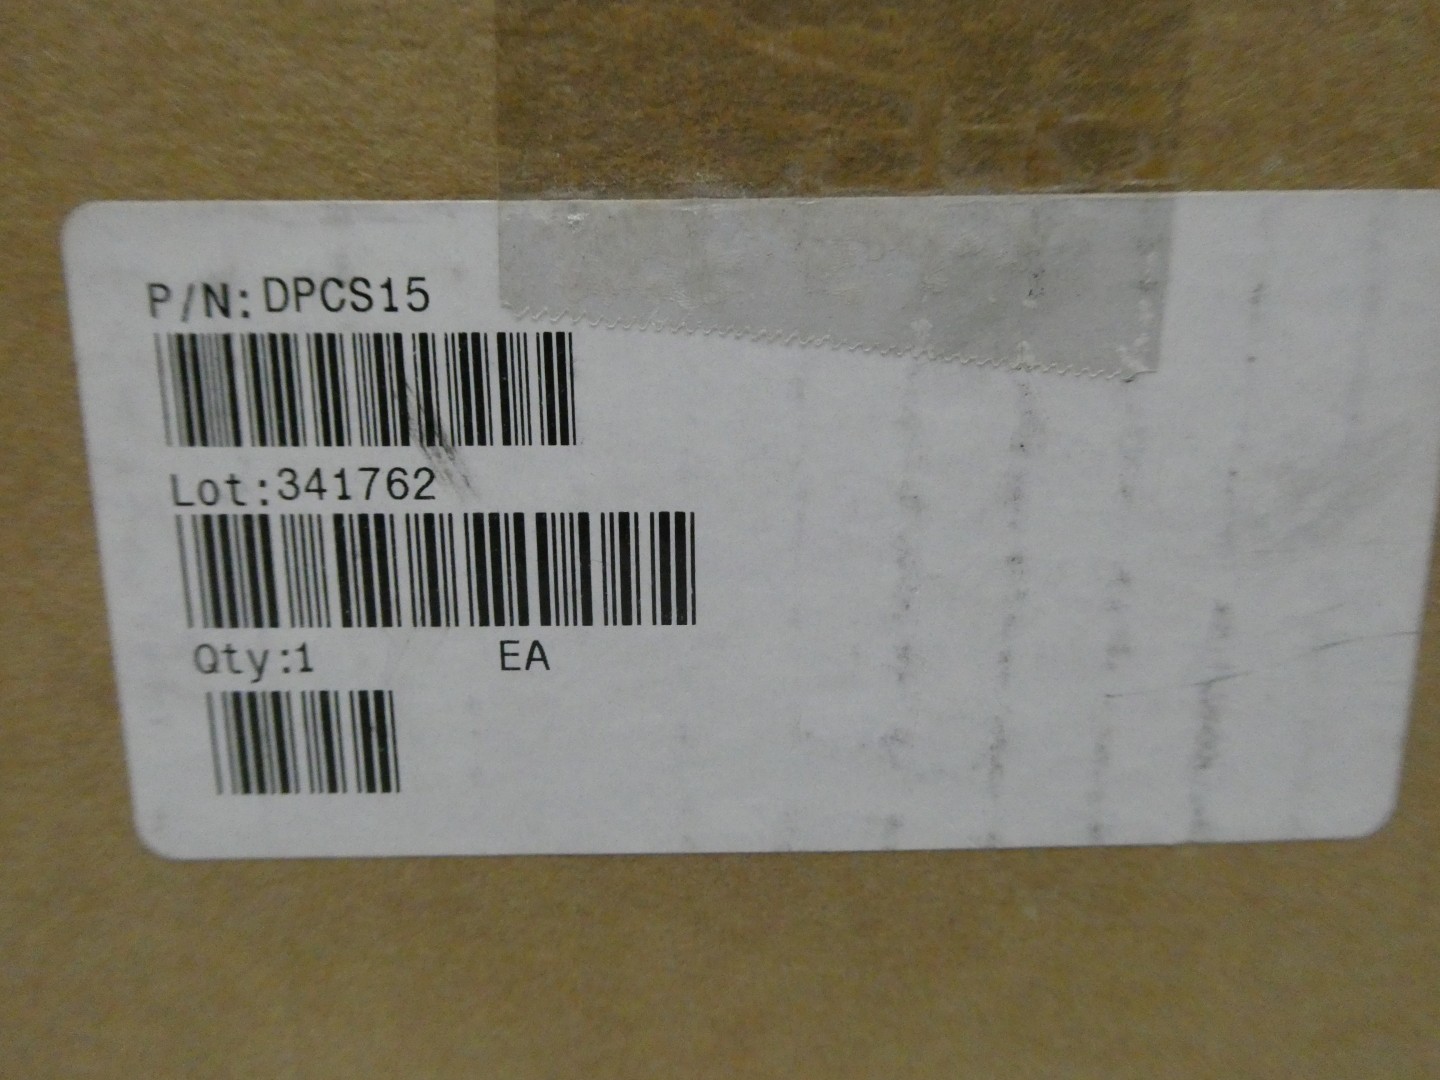 P/N: DPCS15
Lot: 341762
Qty: 1 EA